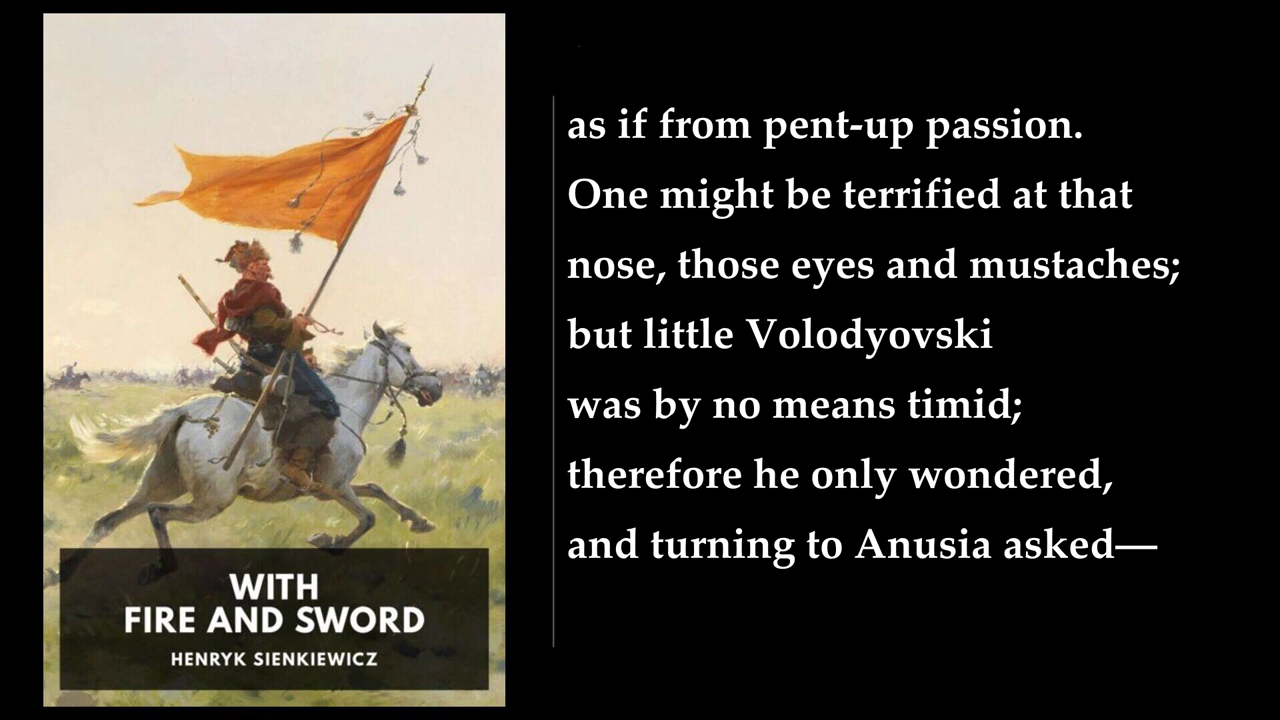 WITH
FIRE AND SWORD
HENRYK SIENKIEWICZ
as if from pent-up passion.
One might be terrified at that
nose, those eyes and mustaches;
but little Volodyovski
was by no means timid;
therefore he only wondered,
and turning to Anusia asked—